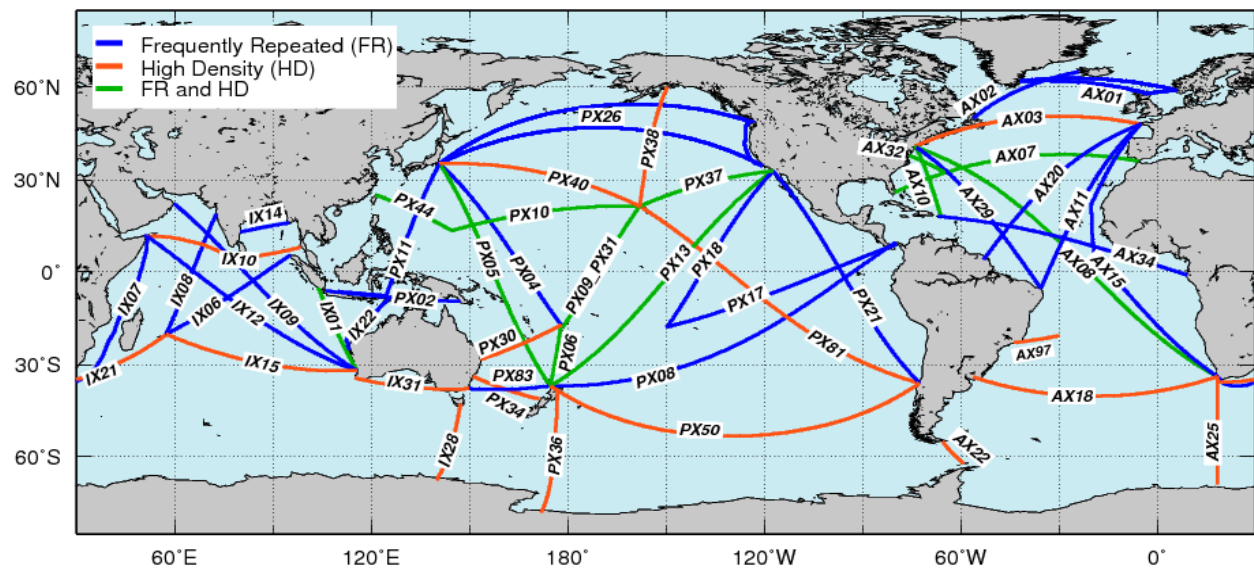 Frequently Repeated (FR)
High Density (HD)
FR and HD
60°N
30°N
0°
30°S
60°S
60°E
120°E
180°
120°W
60°W
0°
PX26
PX38
PX40
PX37
PX44
PX10
PX11
PX05
PX04
PX09_PX31
PX13
PX18
PX02
PX17
PX21
PX30
PX06
PX81
PX83
PX08
PX34
PX50
PX36
IX14
IX10
IX07
IX08
IX06
IX12
IX09
IX01
IX22
IX21
IX15
IX31
IX28
AX02
AX01
AX03
AX32
AX07
AX10
AX20
AX29
AX11
AX34
AX08
AX15
AX97
AX18
AX25
AX22